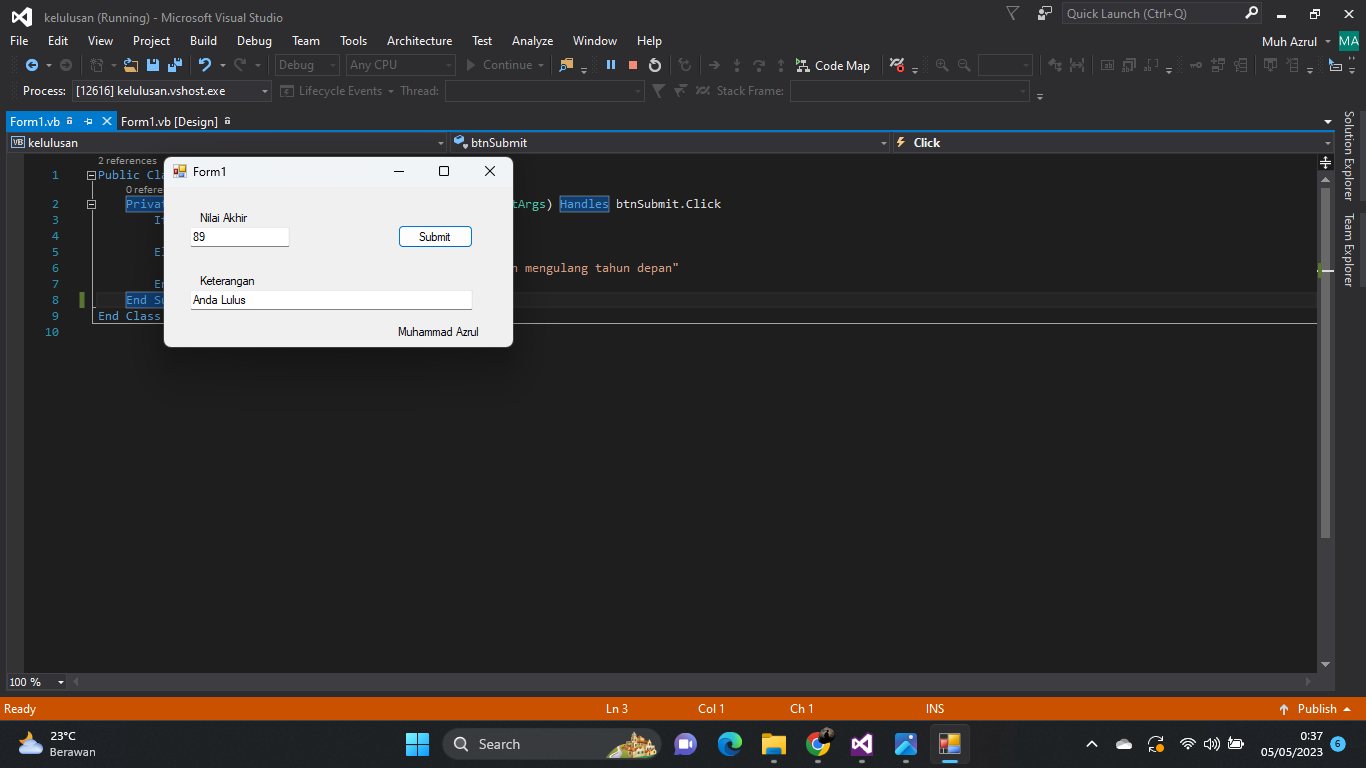 kelulusan (Running) - Microsoft Visual Studio
Quick Launch (Ctrl+Q)
File Edit View Project Build Debug Team Tools Architecture Test Analyze Window Help
Muh Azrul MA
Debug Any CPU Continue Code Map
Process: [12616] kelulusan.vshost.exe Lifecycle Events Thread: Stack Frame:
Form1.vb Form1.vb [Design]
VB kelulusan btnSubmit Click
2 references
1 Public Cla
0 refere
2 Privat tArgs) Handles btnSubmit.Click
3 I
4
5 El
6 mengulang tahun depan"
7 En
8 End Su
9 End Class
10
Form1
Nilai Akhir
89
Submit
Keterangan
Anda Lulus
Muhammad Azrul
Solution Explorer
Team Explorer
100 %
Ready Ln 3 Col 1 Ch 1 INS Publish
23°C
Berawan
Search
0:37
05/05/2023
6